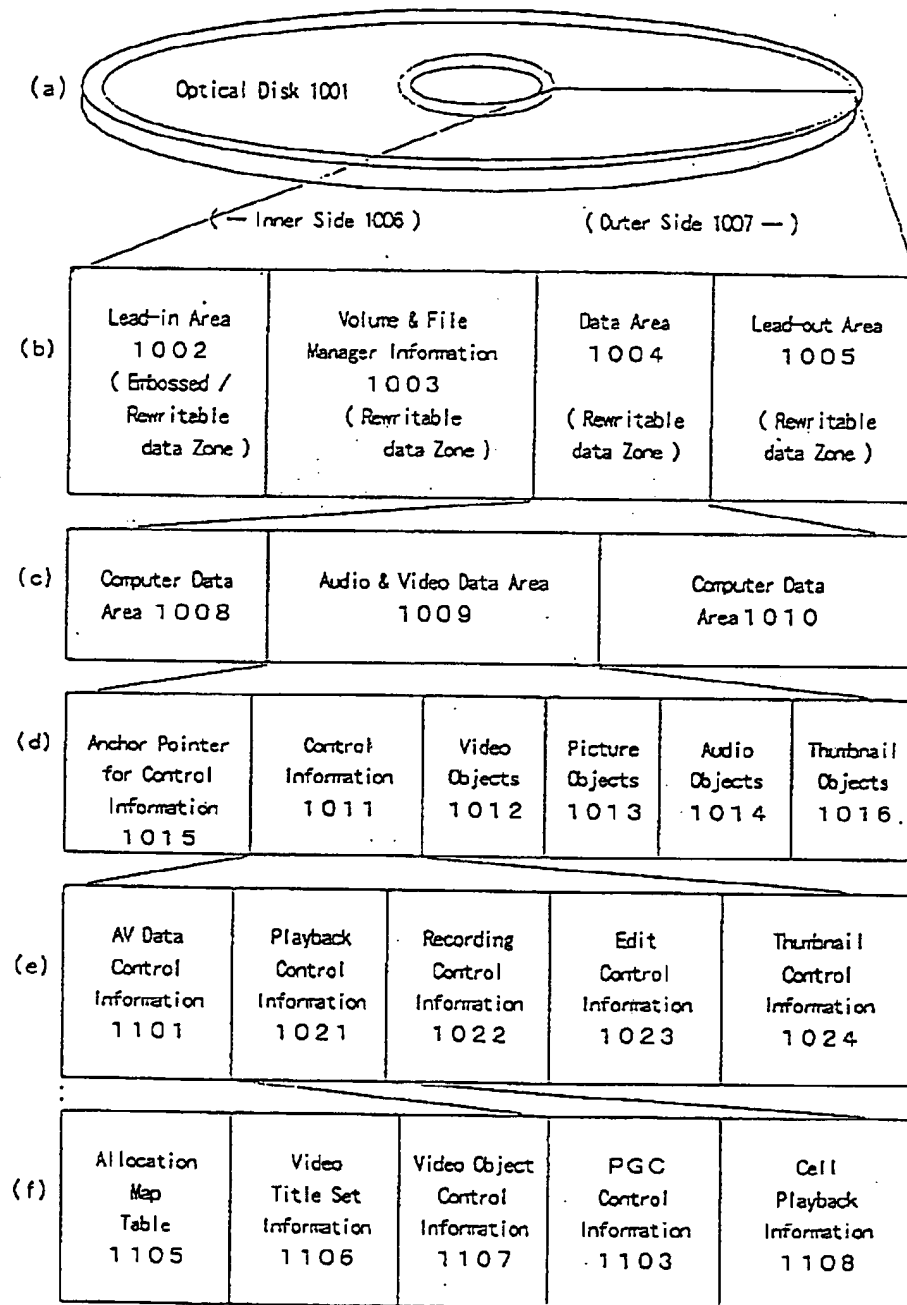 (a)
Optical Disk 1001
( — Inner Side 1006 )
( Outer Side 1007 — )
(b)
Lead-in Area
1002
( Embossed /
Rewritable
data Zone )
Volume & File
Manager Information
1003
( Rewritable
data Zone )
Data Area
1004
( Rewritable
data Zone )
Lead-out Area
1005
( Rewritable
data Zone )
(c)
Computer Data
Area 1008
Audio & Video Data Area
1009
Computer Data
Area 1010
(d)
Anchor Pointer
for Control
Information
1015
Control
Information
1011
Video
Objects
1012
Picture
Objects
1013
Audio
Objects
1014
Thumbnail
Objects
1016
(e)
AV Data
Control
Information
1101
Playback
Control
Information
1021
Recording
Control
Information
1022
Edit
Control
Information
1023
Thumbnail
Control
Information
1024
(f)
Allocation
Map
Table
1105
Video
Title Set
Information
1106
Video Object
Control
Information
1107
PGC
Control
Information
1103
Cell
Playback
Information
1108